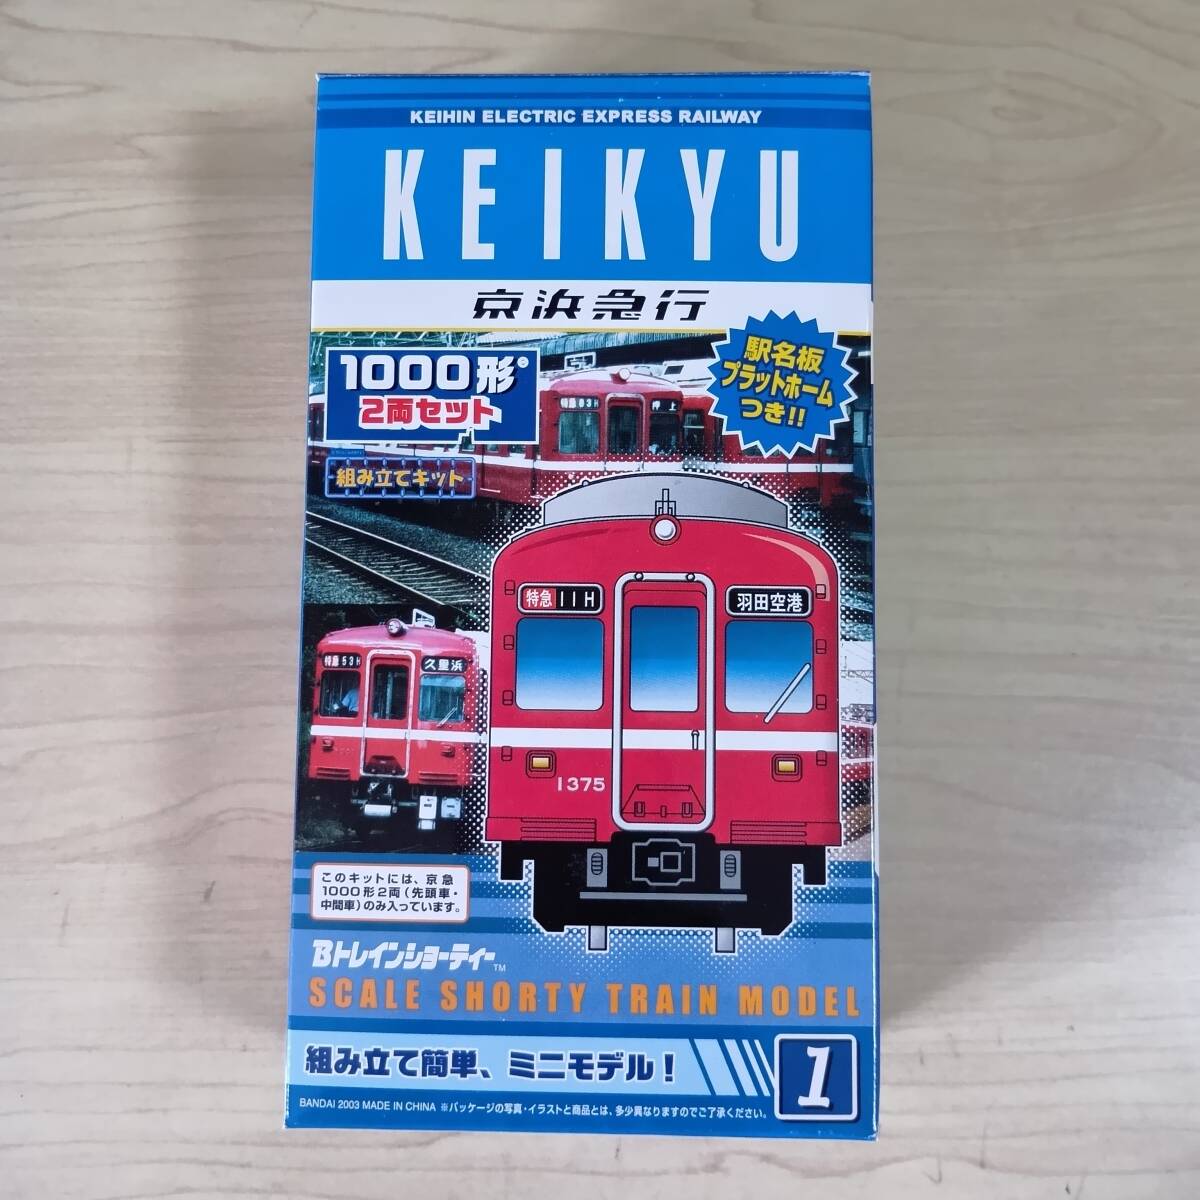 KEIHIN ELECTRIC EXPRESS RAILWAY
KEIKYU
京浜急行
1000形
2両セット
組み立てキット
駅名板
プラットホーム
つき!!
押上
特急 11H
羽田空港
特急 53H
久里浜
1375
このキットには、京急
1000形2両(先頭車・
中間車)のみ入っています。
Bトレインショーティー™
SCALE SHORTY TRAIN MODEL
組み立て簡単、ミニモデル!
1
BANDAI 2003 MADE IN CHINA ※パッケージの写真・イラストと商品とは、多少異なりますのでご了承ください。